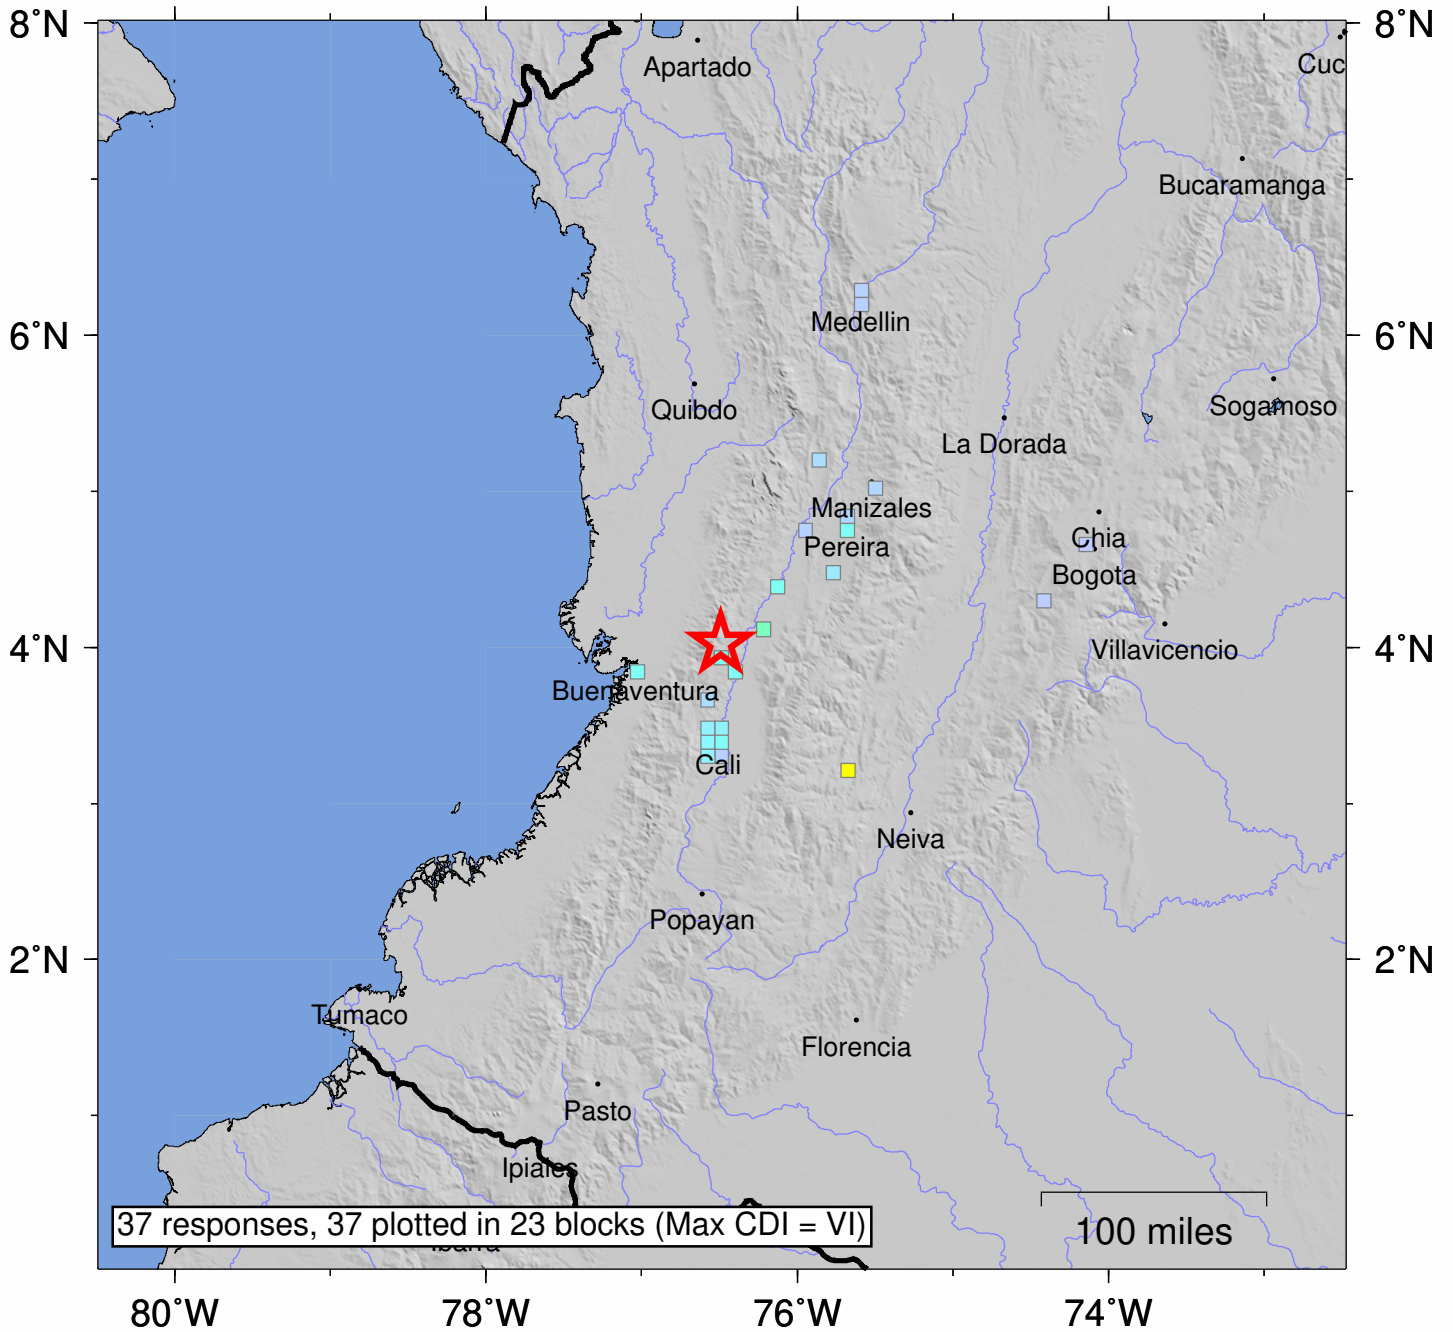 8°N
8°N
Apartado
Cuc
Bucaramanga
Medellin
6°N
6°N
Quibdo
Sogamoso
La Dorada
Manizales
Chia
Pereira
Bogota
4°N
4°N
Villavicencio
Buenaventura
Cali
Neiva
Popayan
2°N
2°N
Tumaco
Florencia
Pasto
Ipiales
37 responses, 37 plotted in 23 blocks (Max CDI = VI)
100 miles
80°W
78°W
76°W
74°W